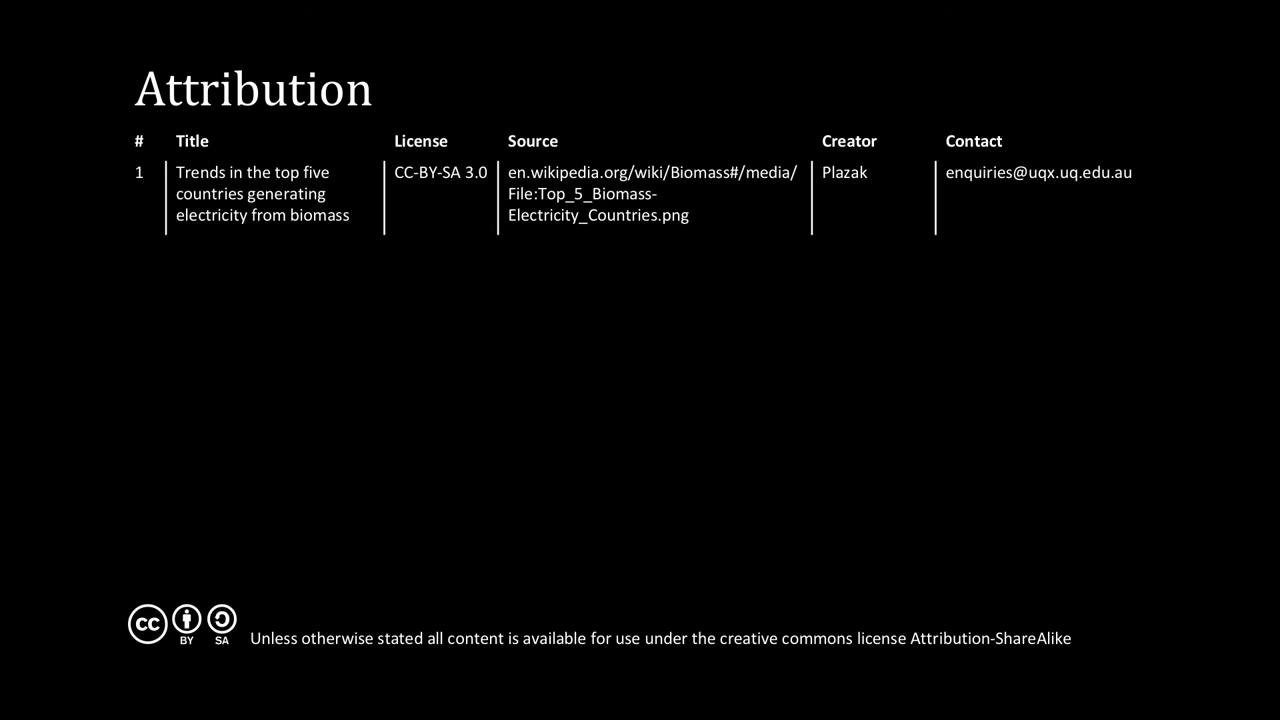 Attribution
# Title License Source Creator Contact
1 Trends in the top five CC-BY-SA 3.0 en.wikipedia.org/wiki/Biomass#/media/ Plazak enquiries@uqx.uq.edu.au
countries generating File:Top_5_Biomass-
electricity from biomass Electricity_Countries.png
cc BY SA Unless otherwise stated all content is available for use under the creative commons license Attribution-ShareAlike